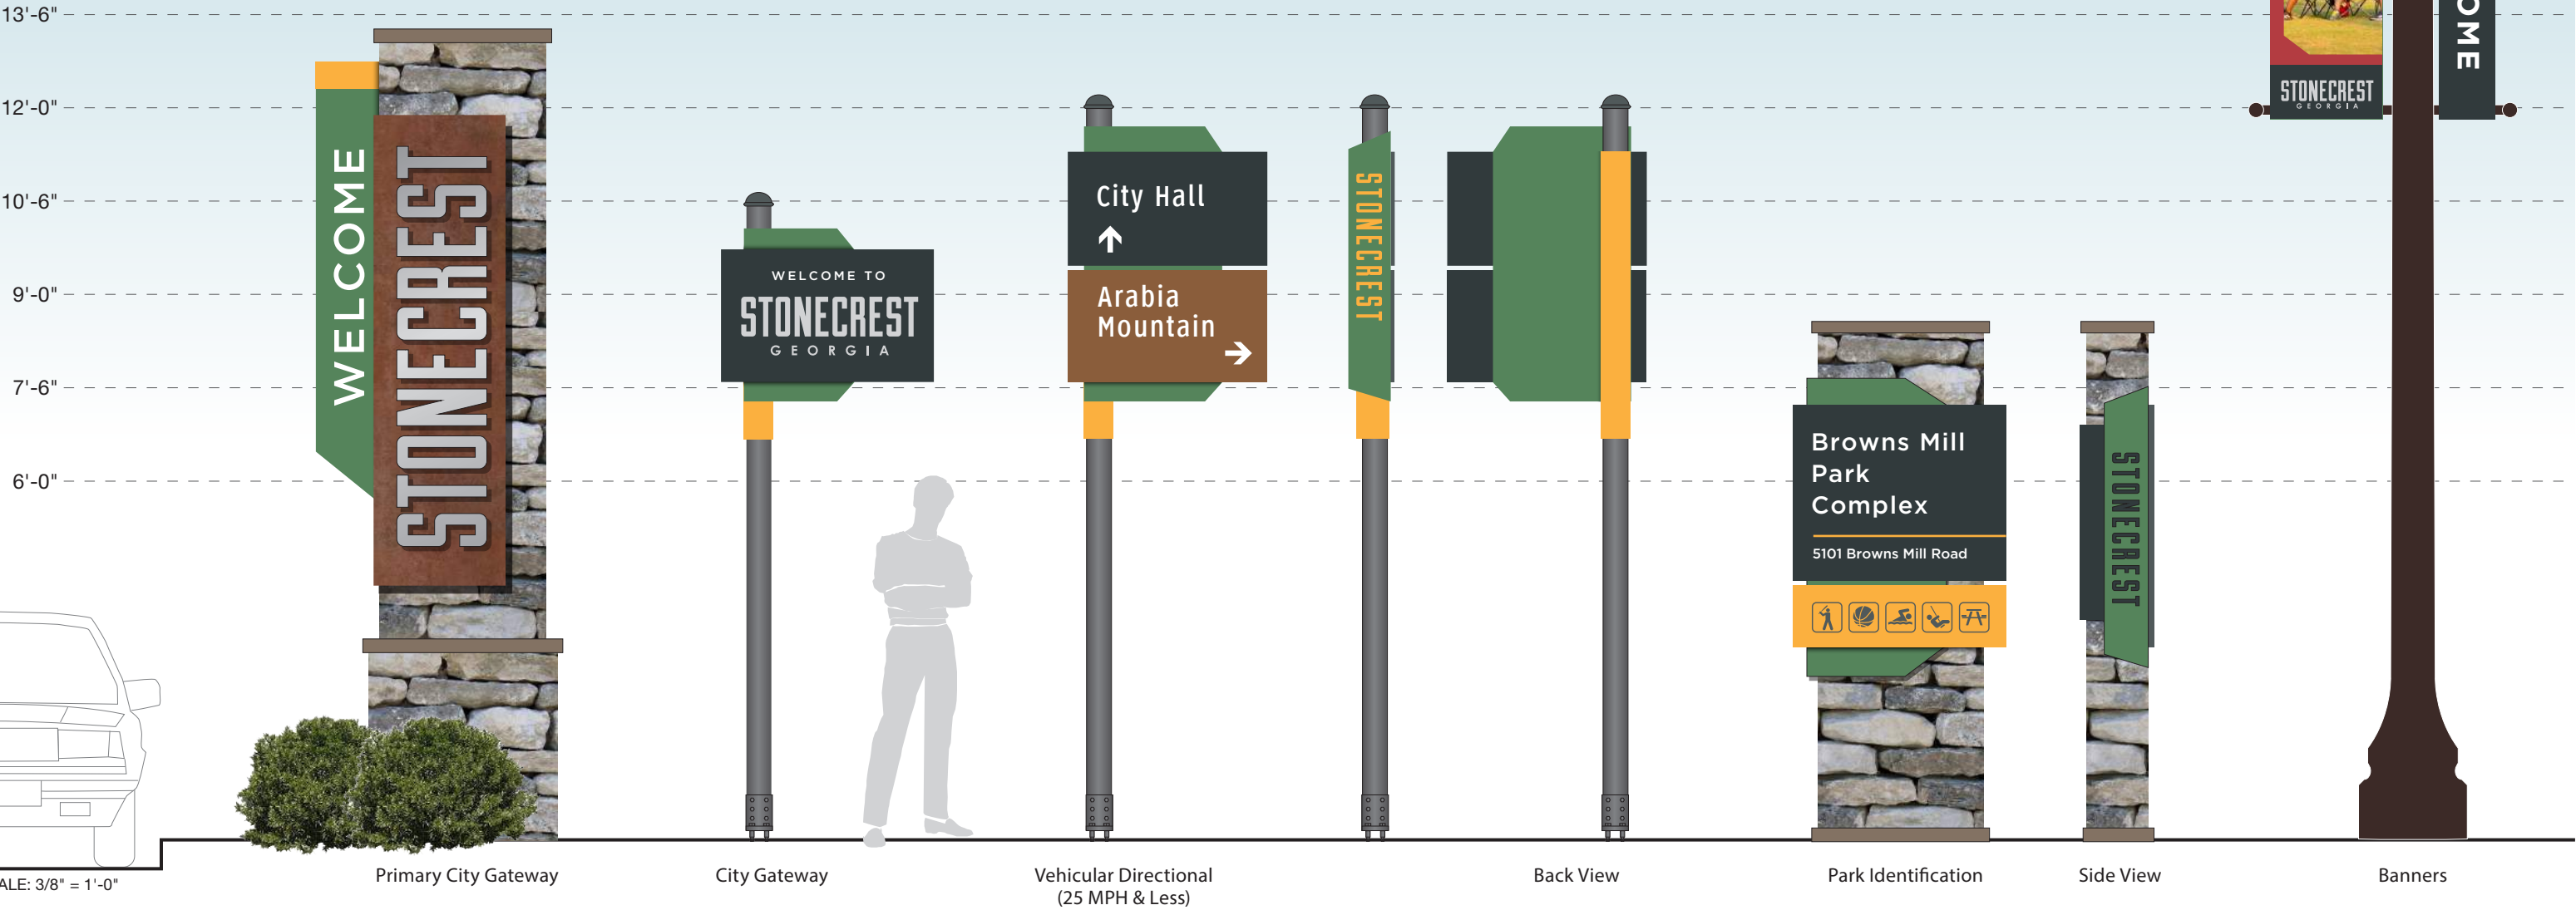 13'-6"
12'-0"
10'-6"
9'-0"
7'-6"
6'-0"
WELCOME
STONECREST
WELCOME TO
STONECREST
GEORGIA
City Hall
Arabia
Mountain
STONECREST
Browns Mill
Park
Complex
5101 Browns Mill Road
STONECREST
STONECREST
GEORGIA
OME
ALE: 3/8" = 1'-0"
Primary City Gateway
City Gateway
Vehicular Directional
(25 MPH & Less)
Back View
Park Identification
Side View
Banners